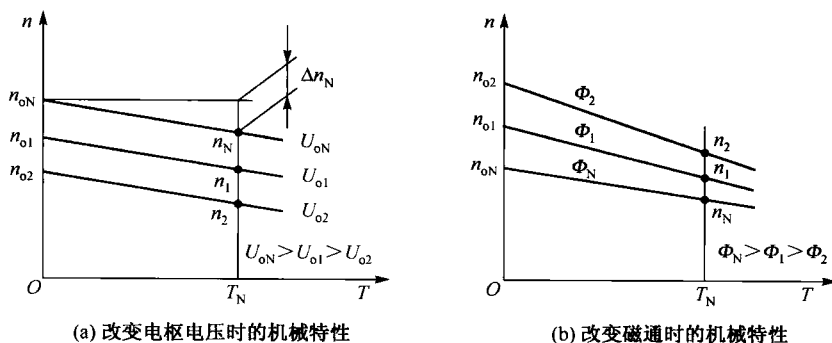 n
n_oN
n_o1
n_o2
Δn_N
n_N
n_1
n_2
U_oN
U_o1
U_o2
U_oN>U_o1>U_o2
O
T_N
T
(a) 改变电枢电压时的机械特性
n
n_o2
n_o1
n_oN
Φ_2
Φ_1
Φ_N
n_2
n_1
n_N
Φ_N>Φ_1>Φ_2
O
T_N
T
(b) 改变磁通时的机械特性